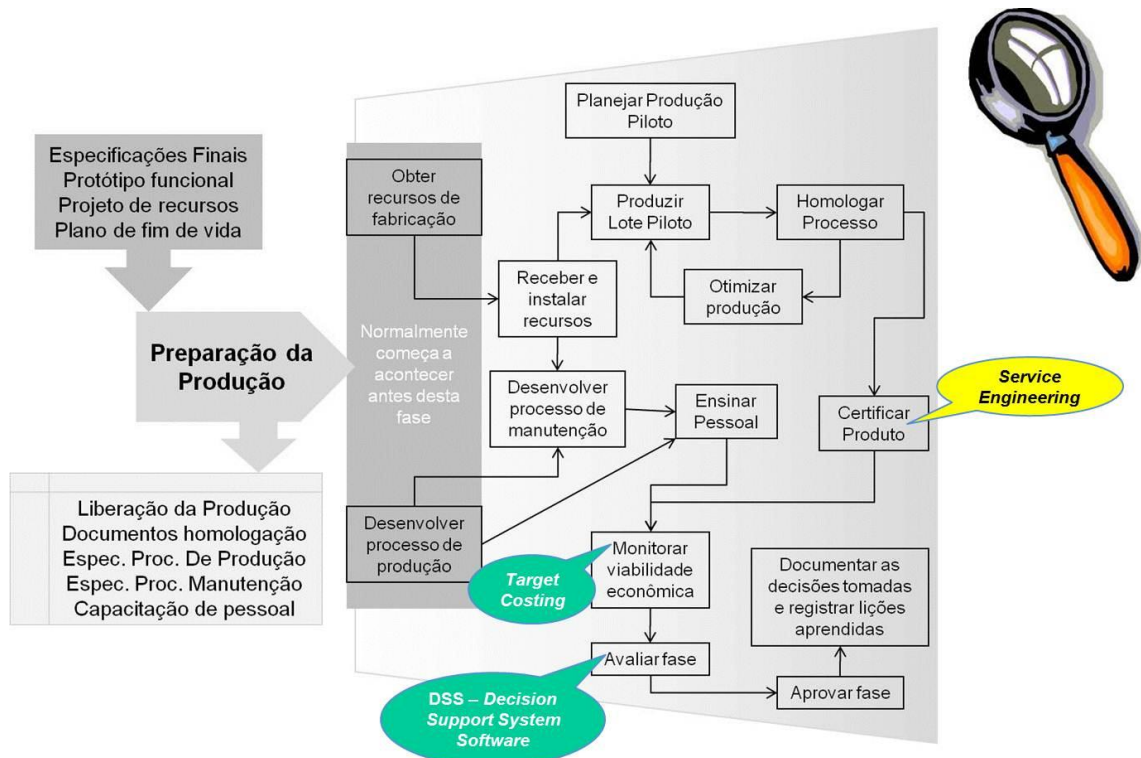 Especificações Finais
Protótipo funcional
Projeto de recursos
Plano de fim de vida
Preparação da
Produção
Liberação da Produção
Documentos homologação
Espec. Proc. De Produção
Espec. Proc. Manutenção
Capacitação de pessoal
Obter
recursos de
fabricação
Normalmente
começa a
acontecer
antes desta
fase
Desenvolver
processo de
produção
Planejar Produção
Piloto
Produzir
Lote Piloto
Homologar
Processo
Receber e
instalar
recursos
Otimizar
produção
Desenvolver
processo de
manutenção
Ensinar
Pessoal
Certificar
Produto
Service
Engineering
Monitorar
viabilidade
econômica
Target
Costing
Documentar as
decisões tomadas
e registrar lições
aprendidas
Avaliar fase
Aprovar fase
DSS – Decision
Support System
Software